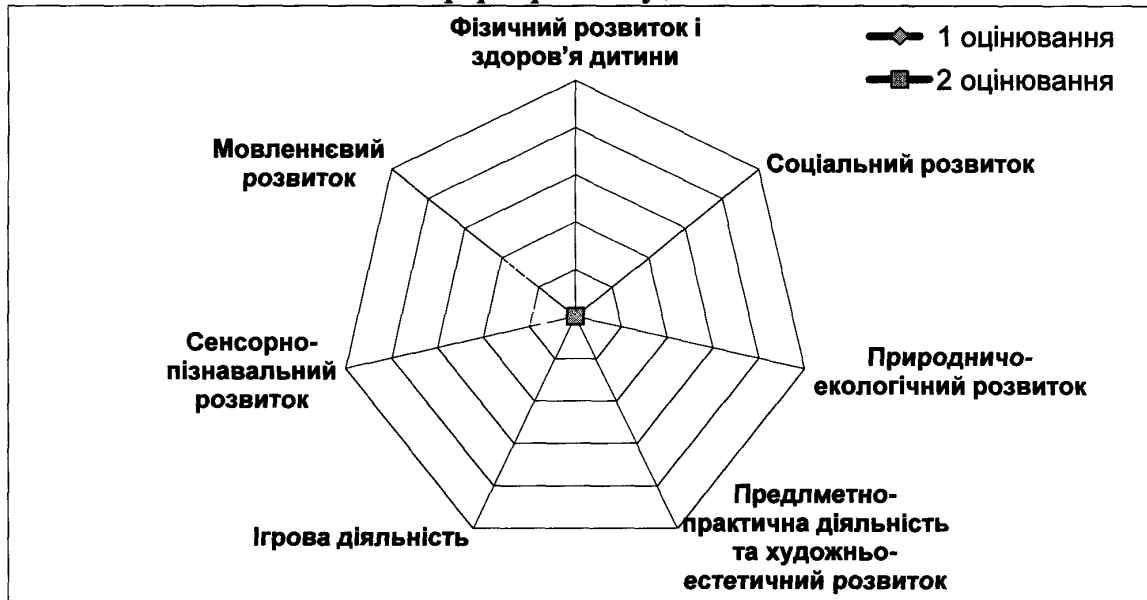 Фізичний розвиток і
здоров'я дитини
1 оцінювання
2 оцінювання
Мовленнєвий
розвиток
Соціальний розвиток
Сенсорно-
пізнавальний
розвиток
Природничо-
екологічний розвиток
Ігрова діяльність
Предлметно-
практична діяльність
та художньо-
естетичний розвиток